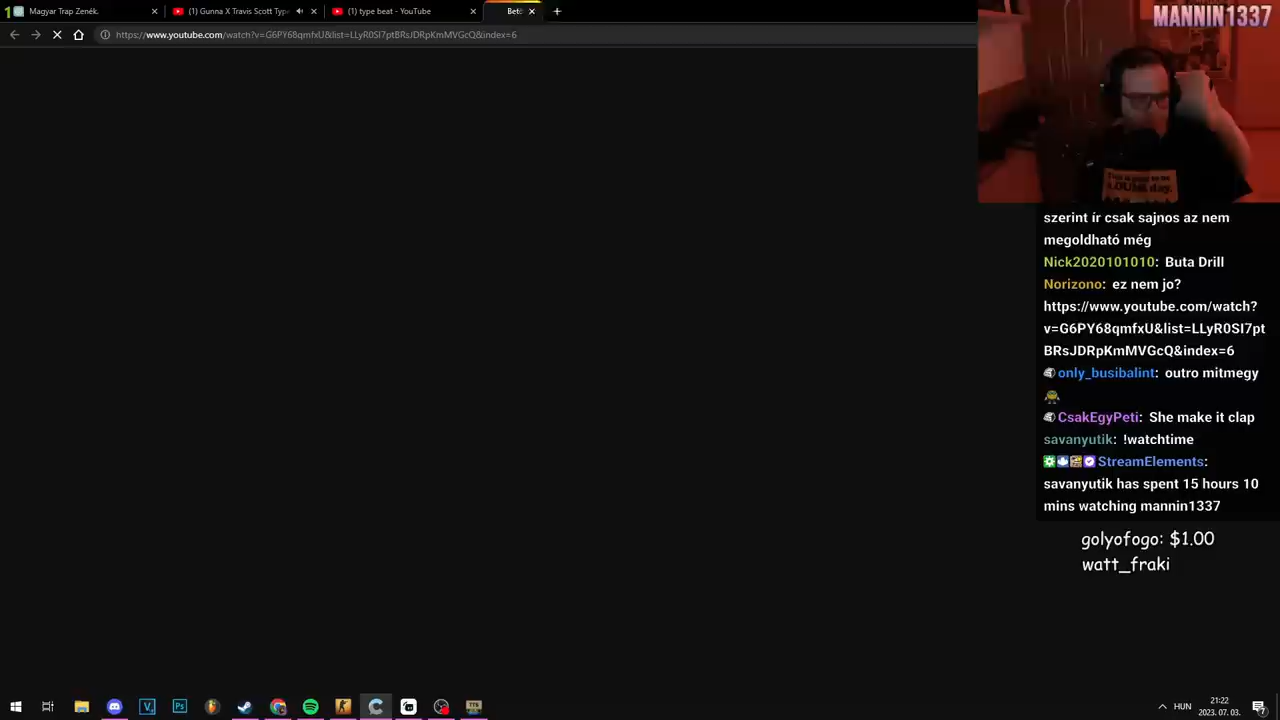 Magyar Trap Zenék.
(1) Gunna X Travis Scott Typ
(1) type beat - YouTube
Bet
https://www.youtube.com/watch?v=G6PY68qmfxU&list=LLyR0SI7ptBRsJDRpKmMVGcQ&index=6
MANNIN1337
szerint ír csak sajnos az nem
megoldható még
Nick2020101010: Buta Drill
Norizono: ez nem jo?
https://www.youtube.com/watch?
v=G6PY68qmfxU&list=LLyR0SI7pt
BRsJDRpKmMVGcQ&index=6
only_busibalint: outro mitmegy
CsakEgyPeti: She make it clap
savanyutik: !watchtime
StreamElements:
savanyutik has spent 15 hours 10
mins watching mannin1337
golyofogo: $1.00
watt_fraki
HUN
21:22
2023. 07. 03.